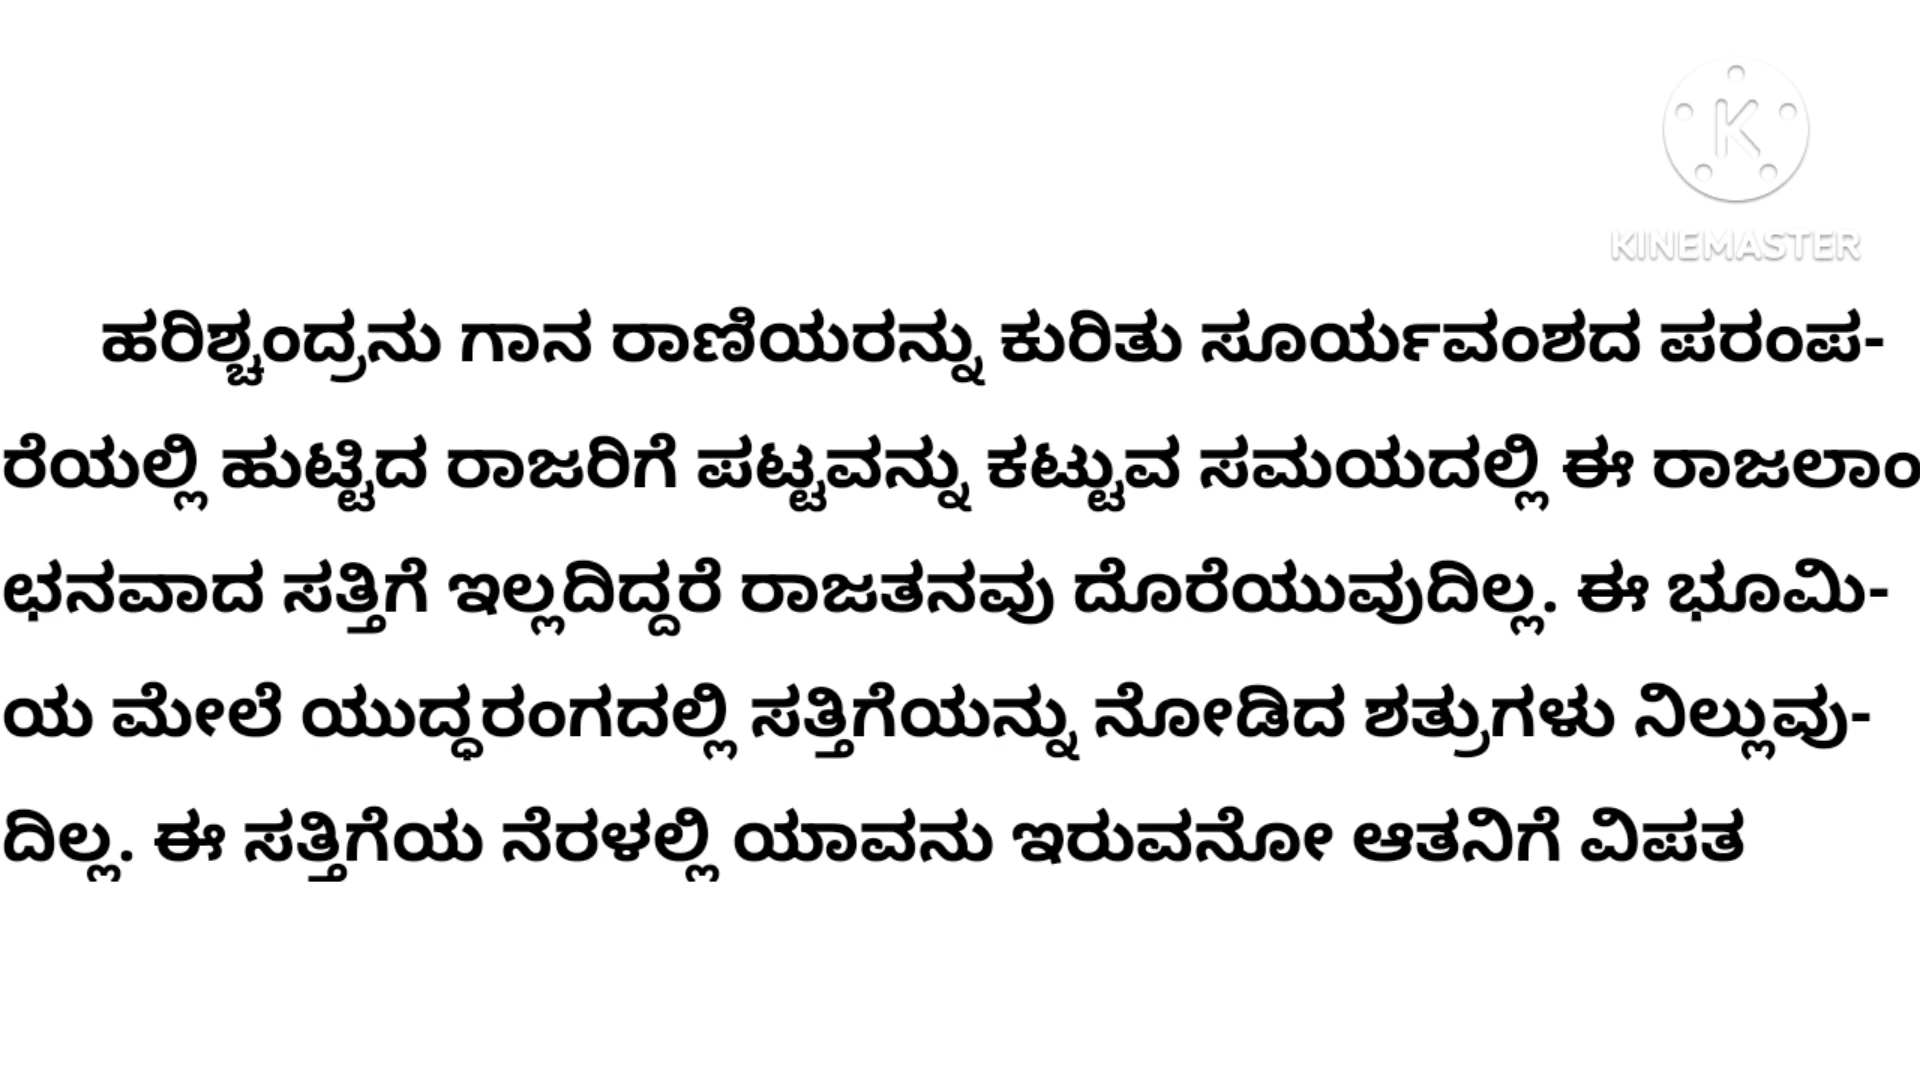 KINEMASTER
ಹರಿಶ್ಚಂದ್ರನು ಗಾನ ರಾಣಿಯರನ್ನು ಕುರಿತು ಸೂರ್ಯವಂಶದ ಪರಂಪ-
ರೆಯಲ್ಲಿ ಹುಟ್ಟಿದ ರಾಜರಿಗೆ ಪಟ್ಟವನ್ನು ಕಟ್ಟುವ ಸಮಯದಲ್ಲಿ ಈ ರಾಜಲಾಂ
ಛನವಾದ ಸತ್ತಿಗೆ ಇಲ್ಲದಿದ್ದರೆ ರಾಜತನವು ದೊರೆಯುವುದಿಲ್ಲ. ಈ ಭೂಮಿ-
ಯ ಮೇಲೆ ಯುದ್ಧರಂಗದಲ್ಲಿ ಸತ್ತಿಗೆಯನ್ನು ನೋಡಿದ ಶತ್ರುಗಳು ನಿಲ್ಲುವು-
ದಿಲ್ಲ. ಈ ಸತ್ತಿಗೆಯ ನೆರಳಲ್ಲಿ ಯಾವನು ಇರುವನೋ ಆತನಿಗೆ ವಿಪತ